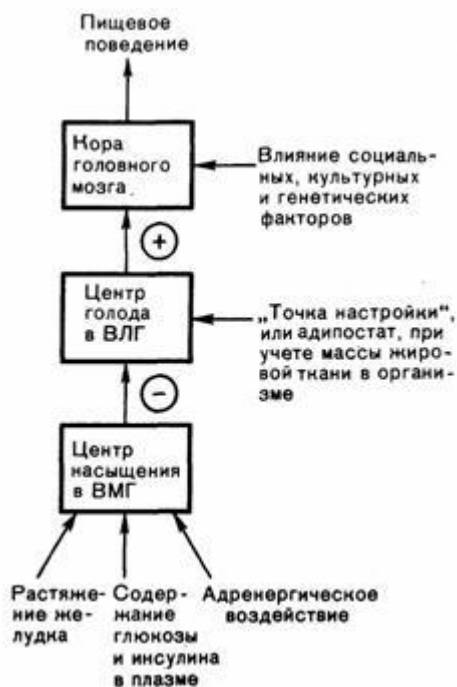 Пищевое
поведение
Кора
головного
мозга
Влияние социаль-
ных, культурных
и генетических
факторов
+
Центр
голода
в ВЛГ
„Точка настройки“,
или адипостат, при
учете массы жиро-
вой ткани в органи-
зме
−
Центр
насыщения
в ВМГ
Растяже-
ние же-
лудка
Содер-
жание
глюкозы
и инсулина
в плазме
Адренергическое
воздействие